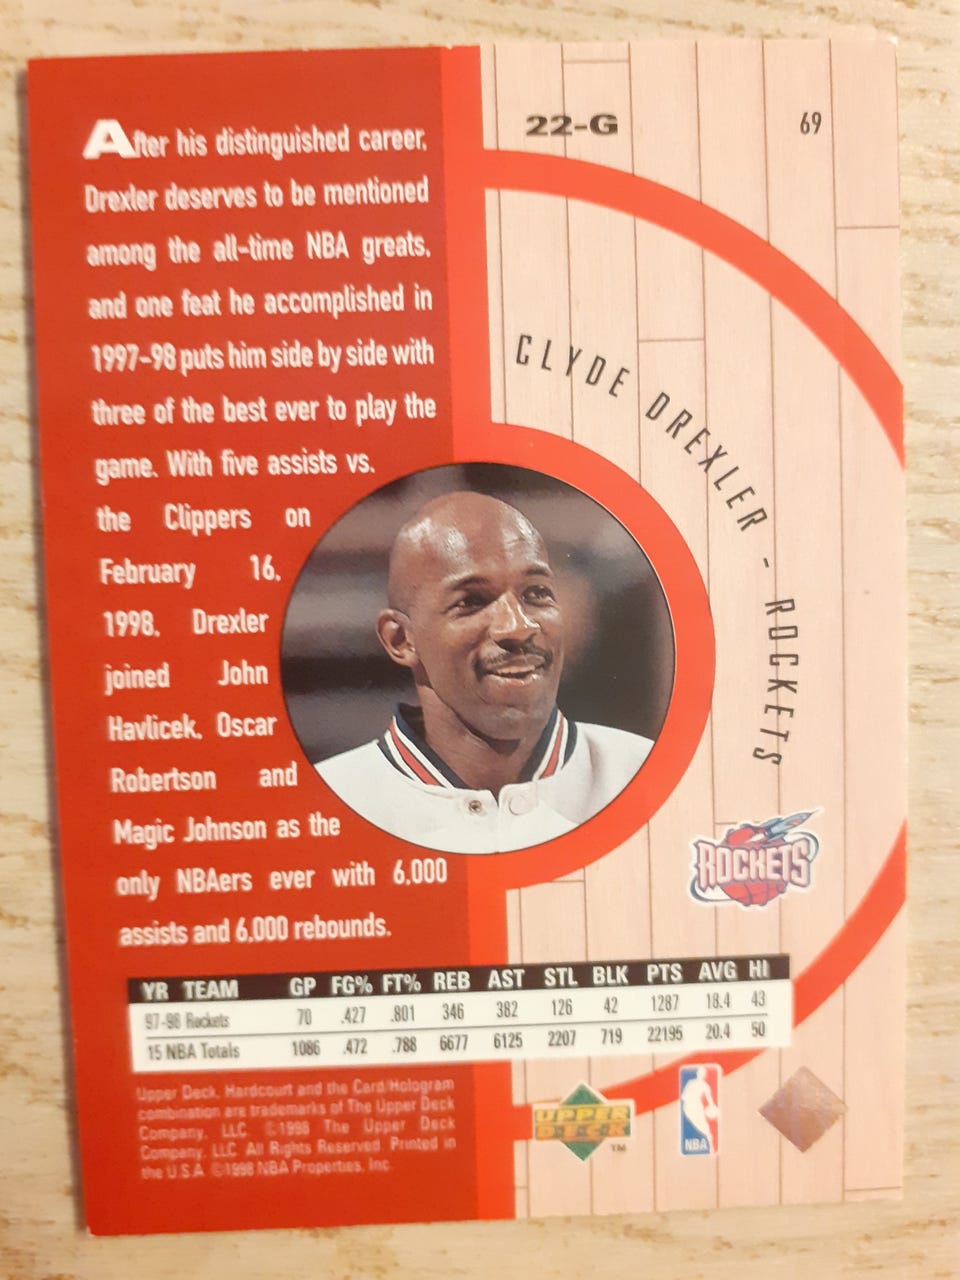 After his distinguished career,
Drexler deserves to be mentioned
among the all-time NBA greats,
and one feat he accomplished in
1997-98 puts him side by side with
three of the best ever to play the
game. With five assists vs.
the Clippers on
February 16,
1998, Drexler
joined John
Havlicek, Oscar
Robertson and
Magic Johnson as the
only NBAers ever with 6,000
assists and 6,000 rebounds.
22-G
69
CLYDE DREXLER - ROCKETS
ROCKETS
YR TEAM GP FG% FT% REB AST STL BLK PTS AVG HI
97-98 Rockets 70 .427 .801 346 382 126 42 1287 18.4 43
15 NBA Totals 1086 .472 .788 6677 6125 2207 719 22195 20.4 50
Upper Deck, Hardcourt and the Card/Hologram
combination are trademarks of The Upper Deck
Company, LLC. ©1998 The Upper Deck
Company, LLC. All Rights Reserved. Printed in
the U.S.A. ©1998 NBA Properties, Inc.
UPPER
DECK
TM
NBA